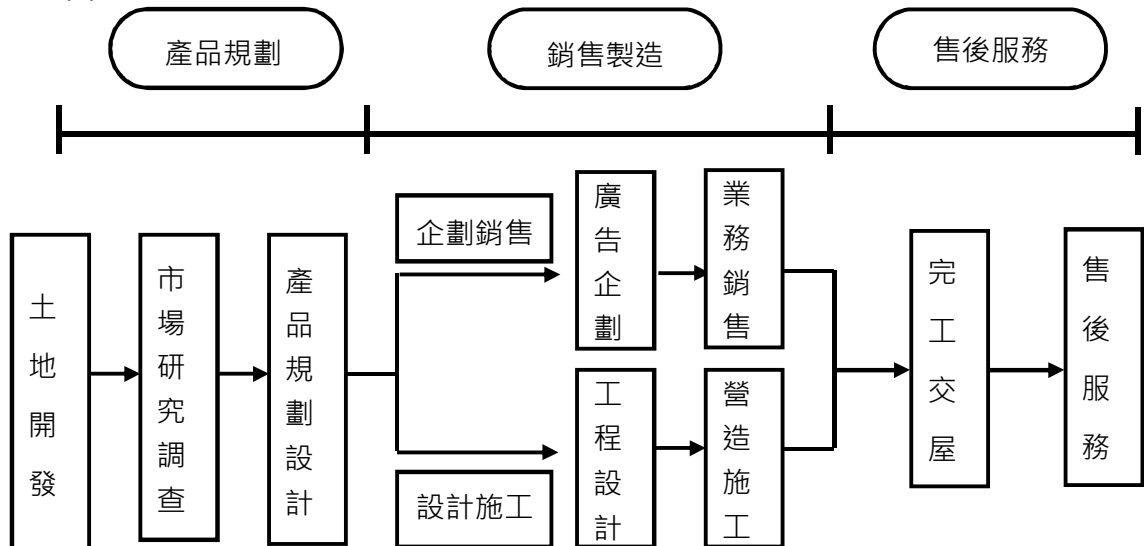 產品規劃
銷售製造
售後服務
土地開發
市場研究調查
產品規劃設計
企劃銷售
廣告企劃
業務銷售
設計施工
工程設計
營造施工
完工交屋
售後服務